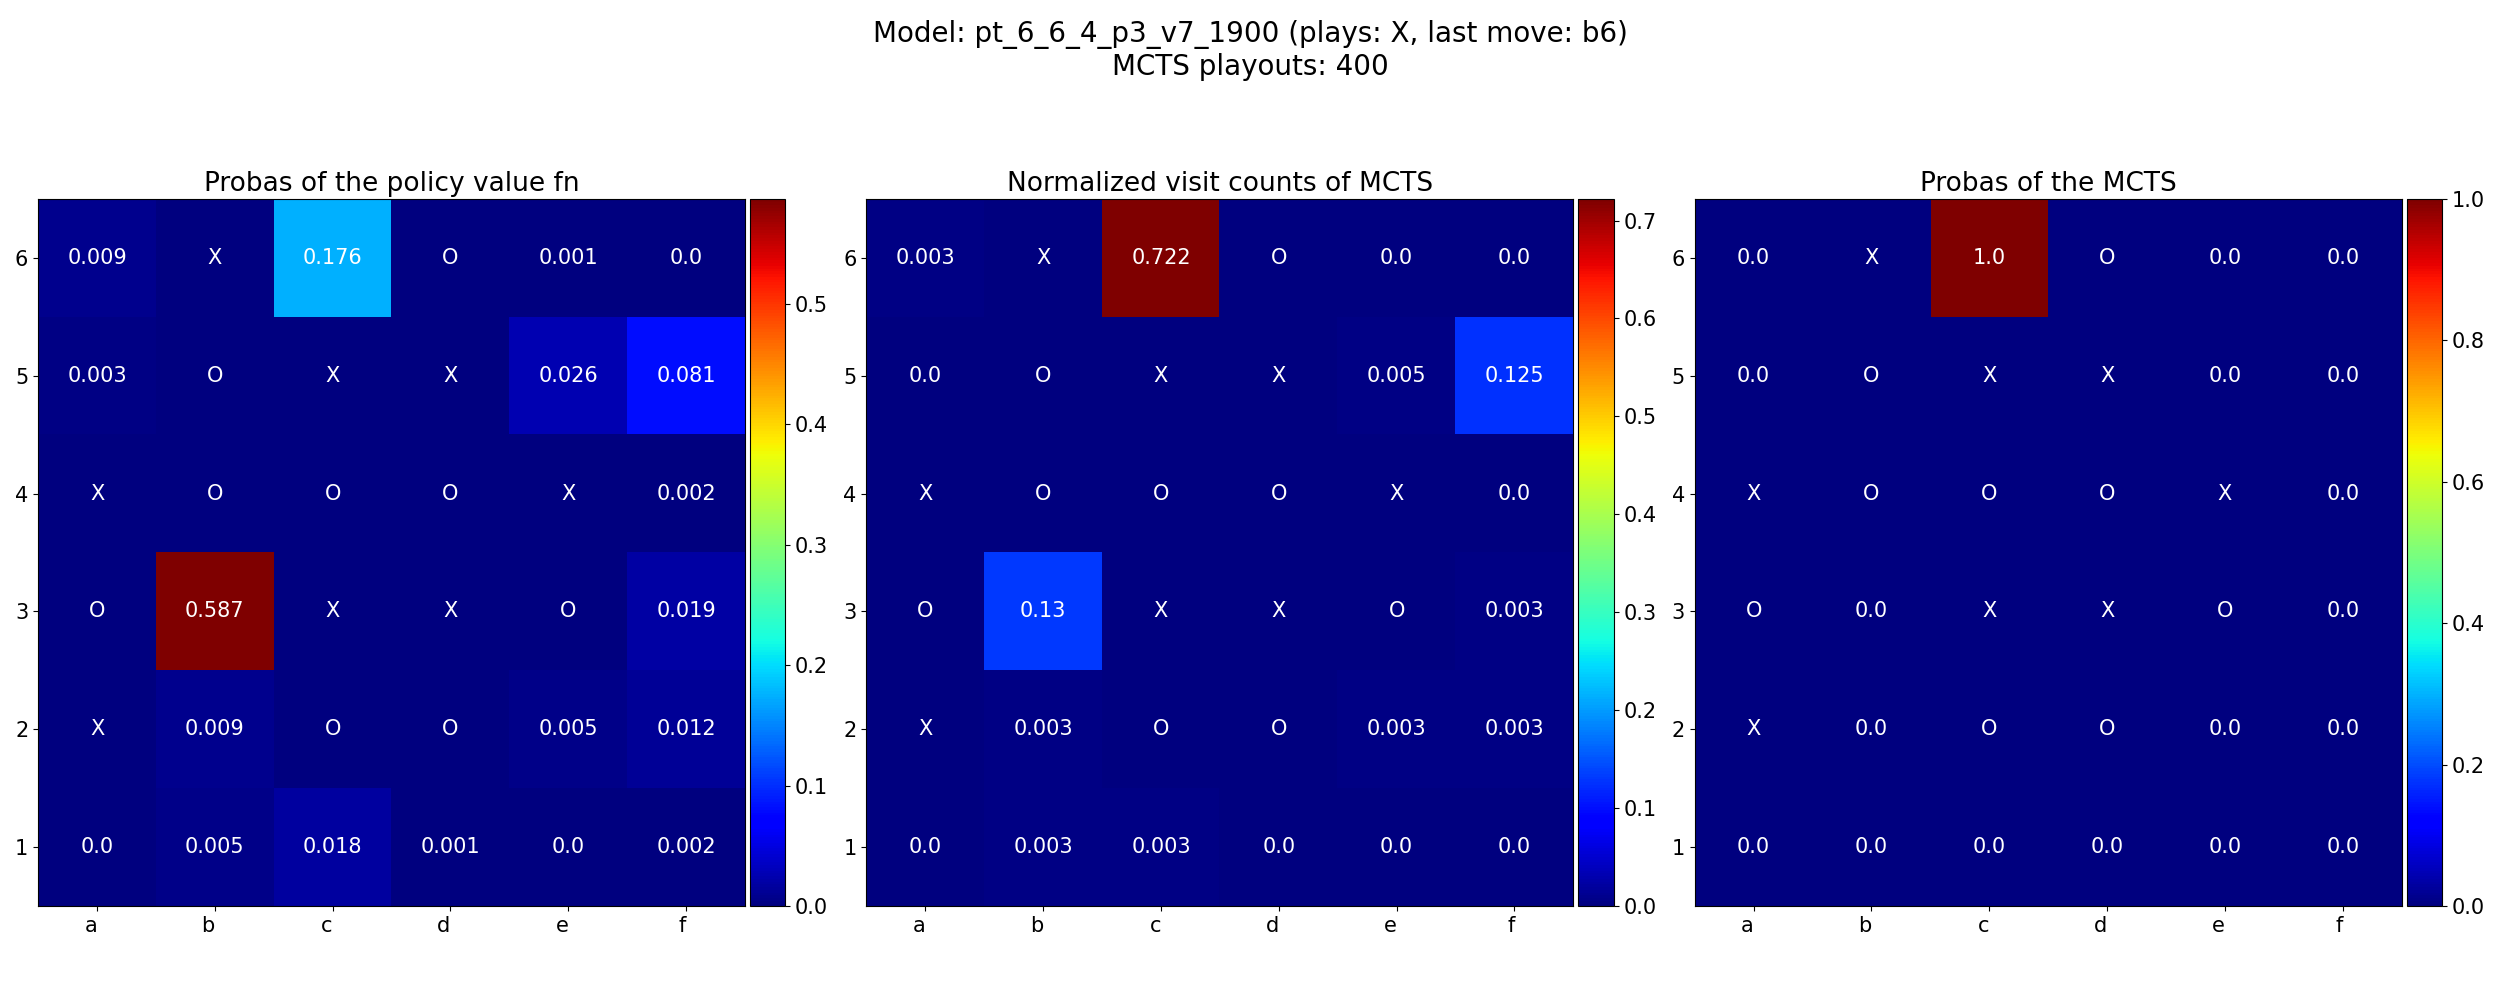 Model: pt_6_6_4_p3_v7_1900 (plays: X, last move: b6)
MCTS playouts: 400
Probas of the policy value fn
6 0.009 X 0.176 O 0.001 0.0
5 0.003 O X X 0.026 0.081
4 X O O O X 0.002
3 O 0.587 X X O 0.019
2 X 0.009 O O 0.005 0.012
1 0.0 0.005 0.018 0.001 0.0 0.002
a b c d e f
0.5
0.4
0.3
0.2
0.1
0.0
Normalized visit counts of MCTS
6 0.003 X 0.722 O 0.0 0.0
5 0.0 O X X 0.005 0.125
4 X O O O X 0.0
3 O 0.13 X X O 0.003
2 X 0.003 O O 0.003 0.003
1 0.0 0.003 0.003 0.0 0.0 0.0
a b c d e f
0.7
0.6
0.5
0.4
0.3
0.2
0.1
0.0
Probas of the MCTS
6 0.0 X 1.0 O 0.0 0.0
5 0.0 O X X 0.0 0.0
4 X O O O X 0.0
3 O 0.0 X X O 0.0
2 X 0.0 O O 0.0 0.0
1 0.0 0.0 0.0 0.0 0.0 0.0
a b c d e f
1.0
0.8
0.6
0.4
0.2
0.0